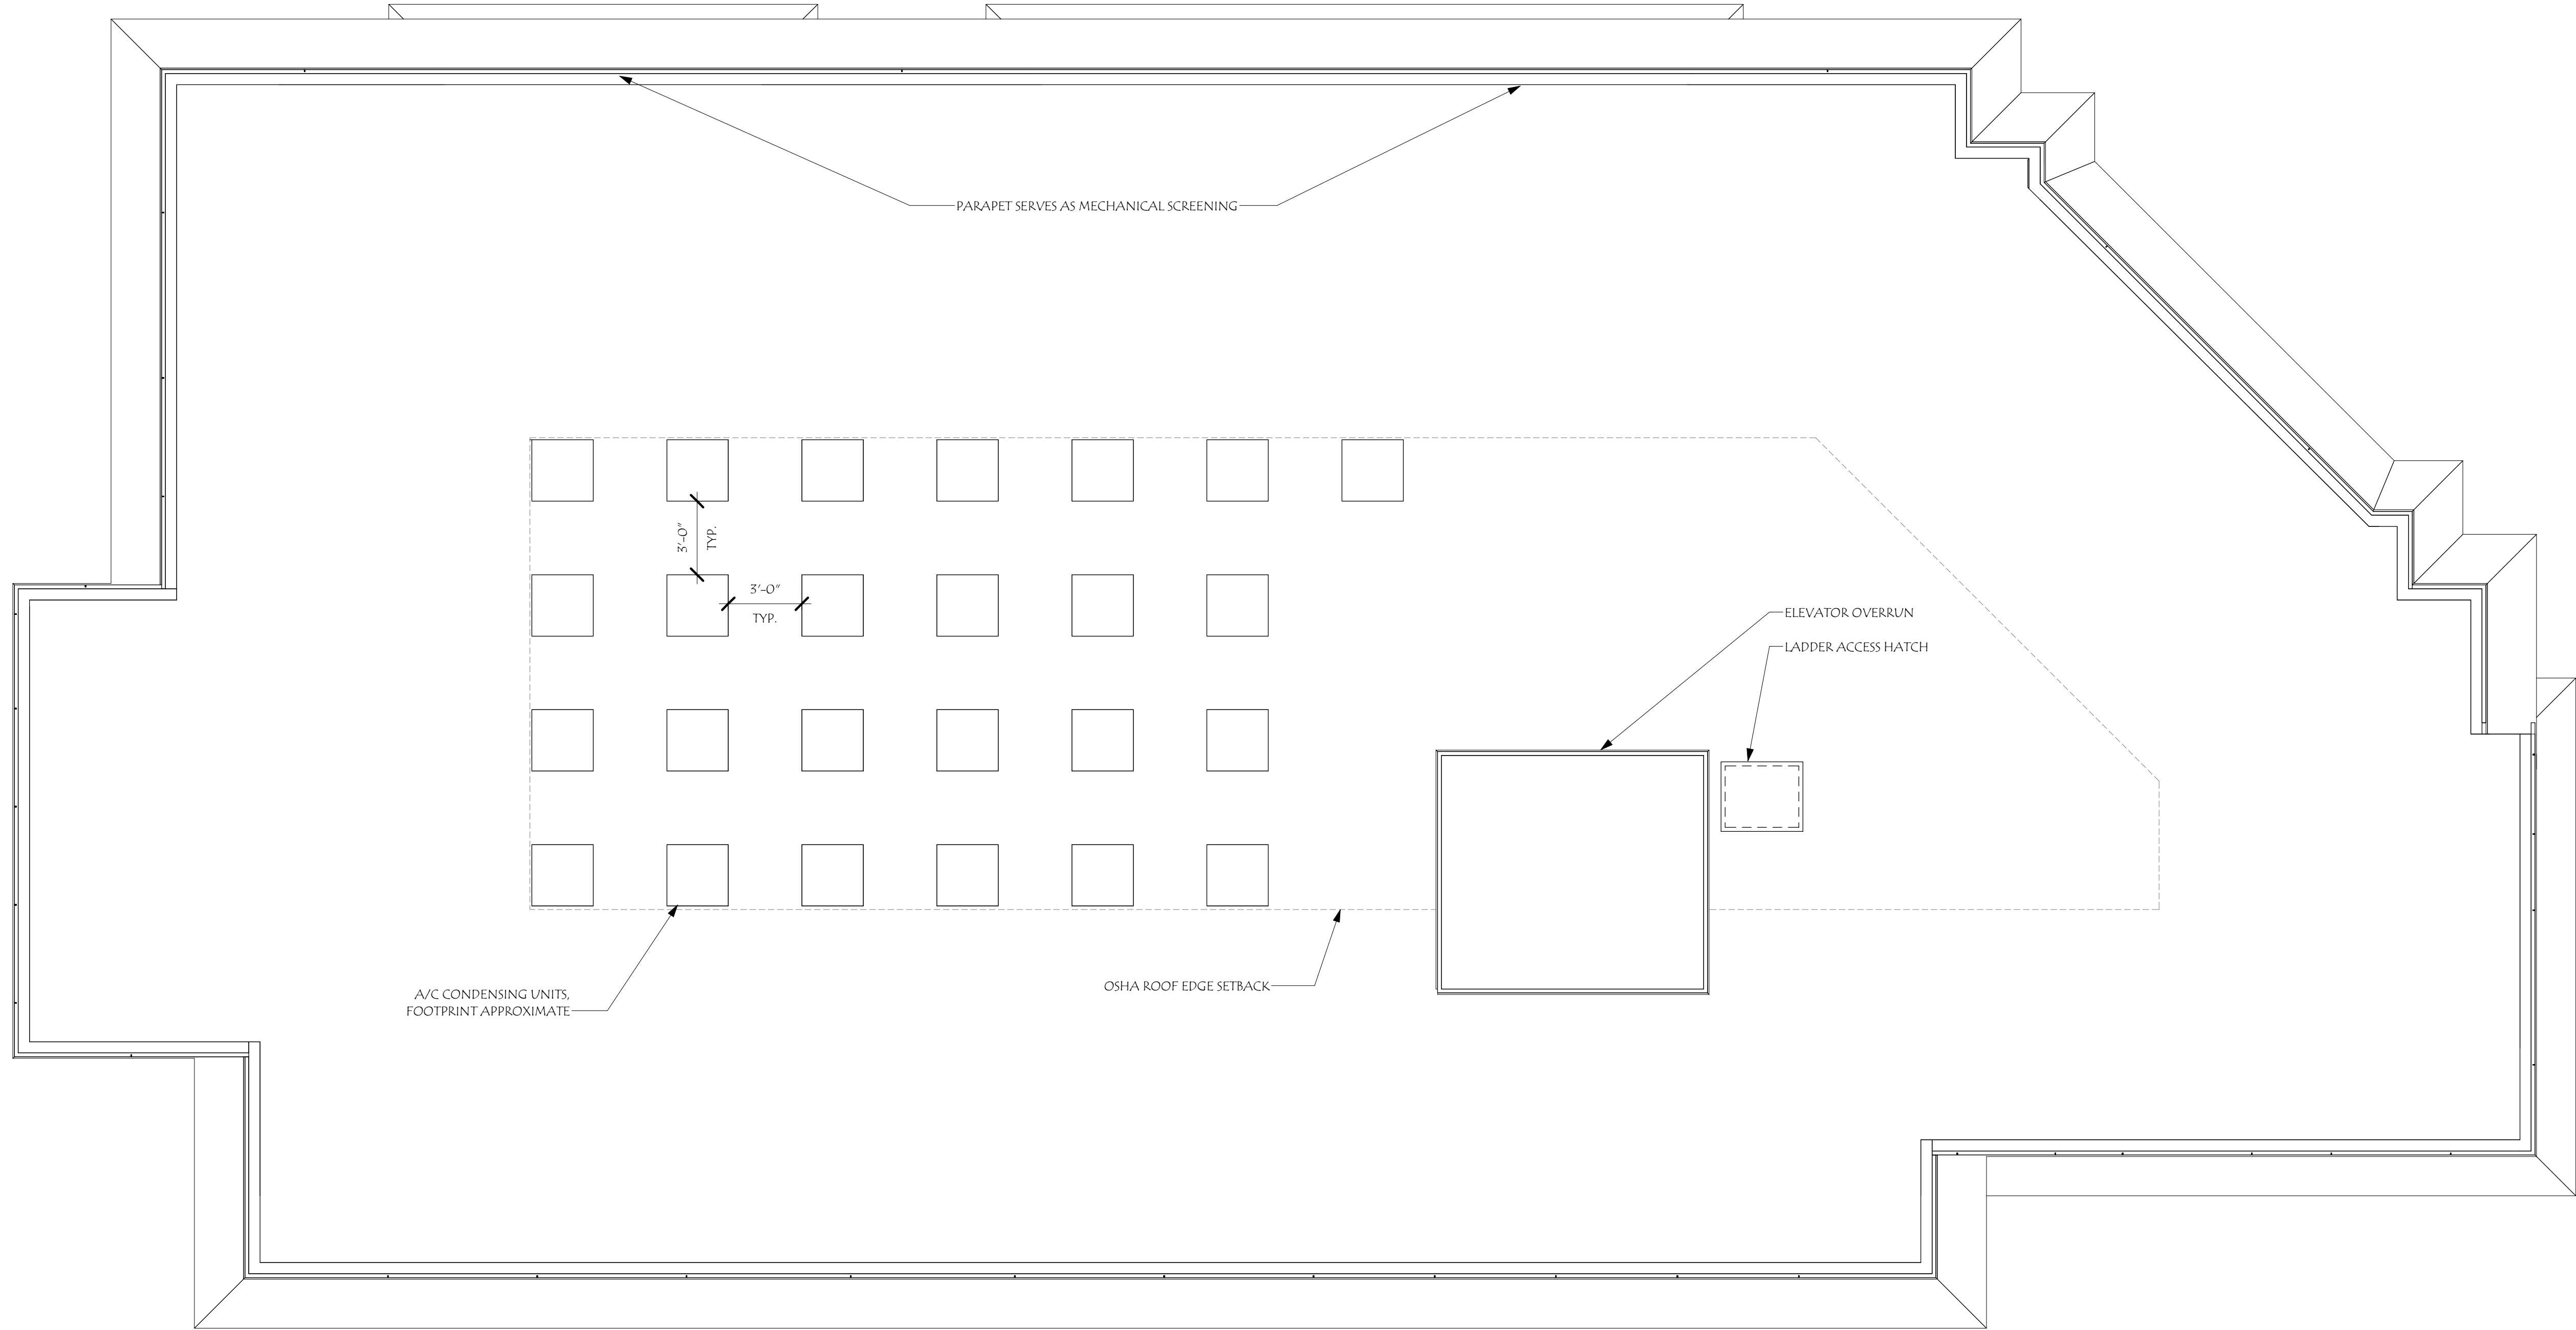 PARAPET SERVES AS MECHANICAL SCREENING
3'-0"
TYP.
3'-0"
TYP.
ELEVATOR OVERRUN
LADDER ACCESS HATCH
A/C CONDENSING UNITS,
FOOTPRINT APPROXIMATE
OSHA ROOF EDGE SETBACK